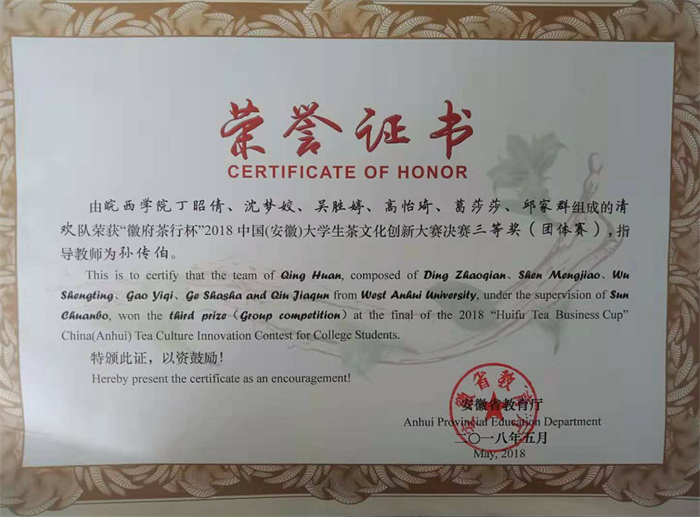 荣誉证书
CERTIFICATE OF HONOR
由皖西学院丁昭倩、沈梦姣、吴胜婷、高怡琦、葛莎莎、邱家群组成的清
欢队荣获“徽府茶行杯”2018中国(安徽)大学生茶文化创新大赛决赛三等奖(团体赛),指
导教师为孙传伯。
This is to certify that the team of Qing Huan, composed of Ding Zhaoqian、Shen Mengjiao、Wu
Shengting、Gao Yiqi、Ge Shasha and Qiu Jiaqun from West Anhui University, under the supervision of Sun
Chuanbo, won the third prize (Group competition) at the final of the 2018 “Huifu Tea Business Cup”
China(Anhui) Tea Culture Innovation Contest for College Students.
特颁此证，以资鼓励！
Hereby present the certificate as an encouragement!
安徽省教育厅
安徽省教育厅
Anhui Provincial Education Department
二〇一八年五月
May, 2018